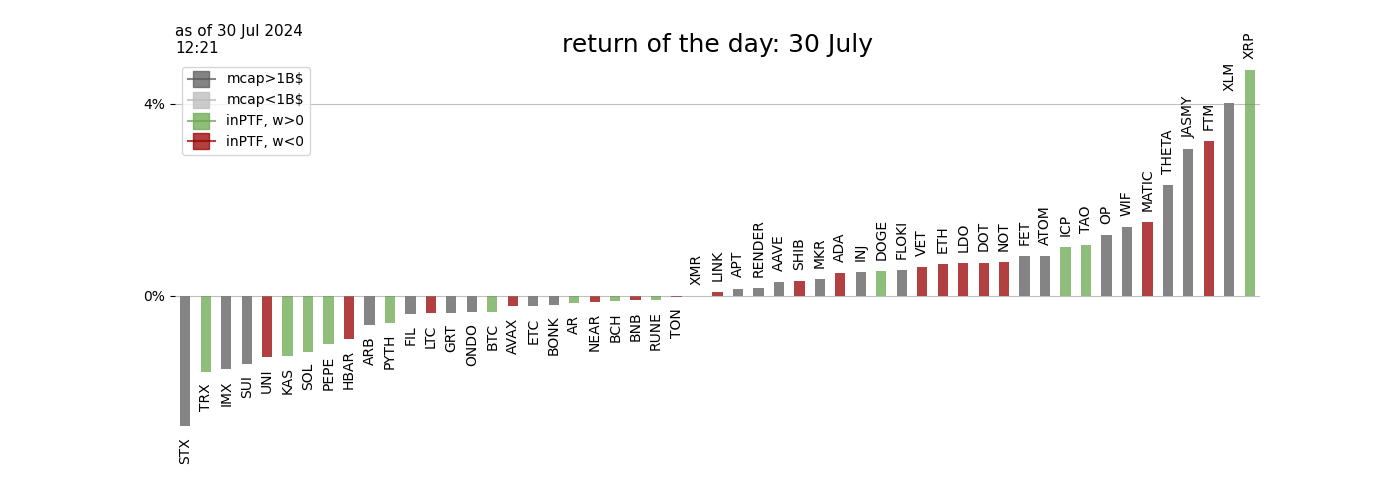 as of 30 Jul 2024
12:21
return of the day: 30 July
mcap>1B$
mcap<1B$
inPTF, w>0
inPTF, w<0
4%
0%
STX
TRX
IMX
SUI
UNI
KAS
SOL
PEPE
HBAR
ARB
PYTH
FIL
LTC
GRT
ONDO
BTC
AVAX
ETC
BONK
AR
NEAR
BCH
BNB
RUNE
TON
XMR
LINK
APT
RENDER
AAVE
SHIB
MKR
ADA
INJ
DOGE
FLOKI
VET
ETH
LDO
DOT
NOT
FET
ATOM
ICP
TAO
OP
WIF
MATIC
THETA
JASMY
FTM
XLM
XRP